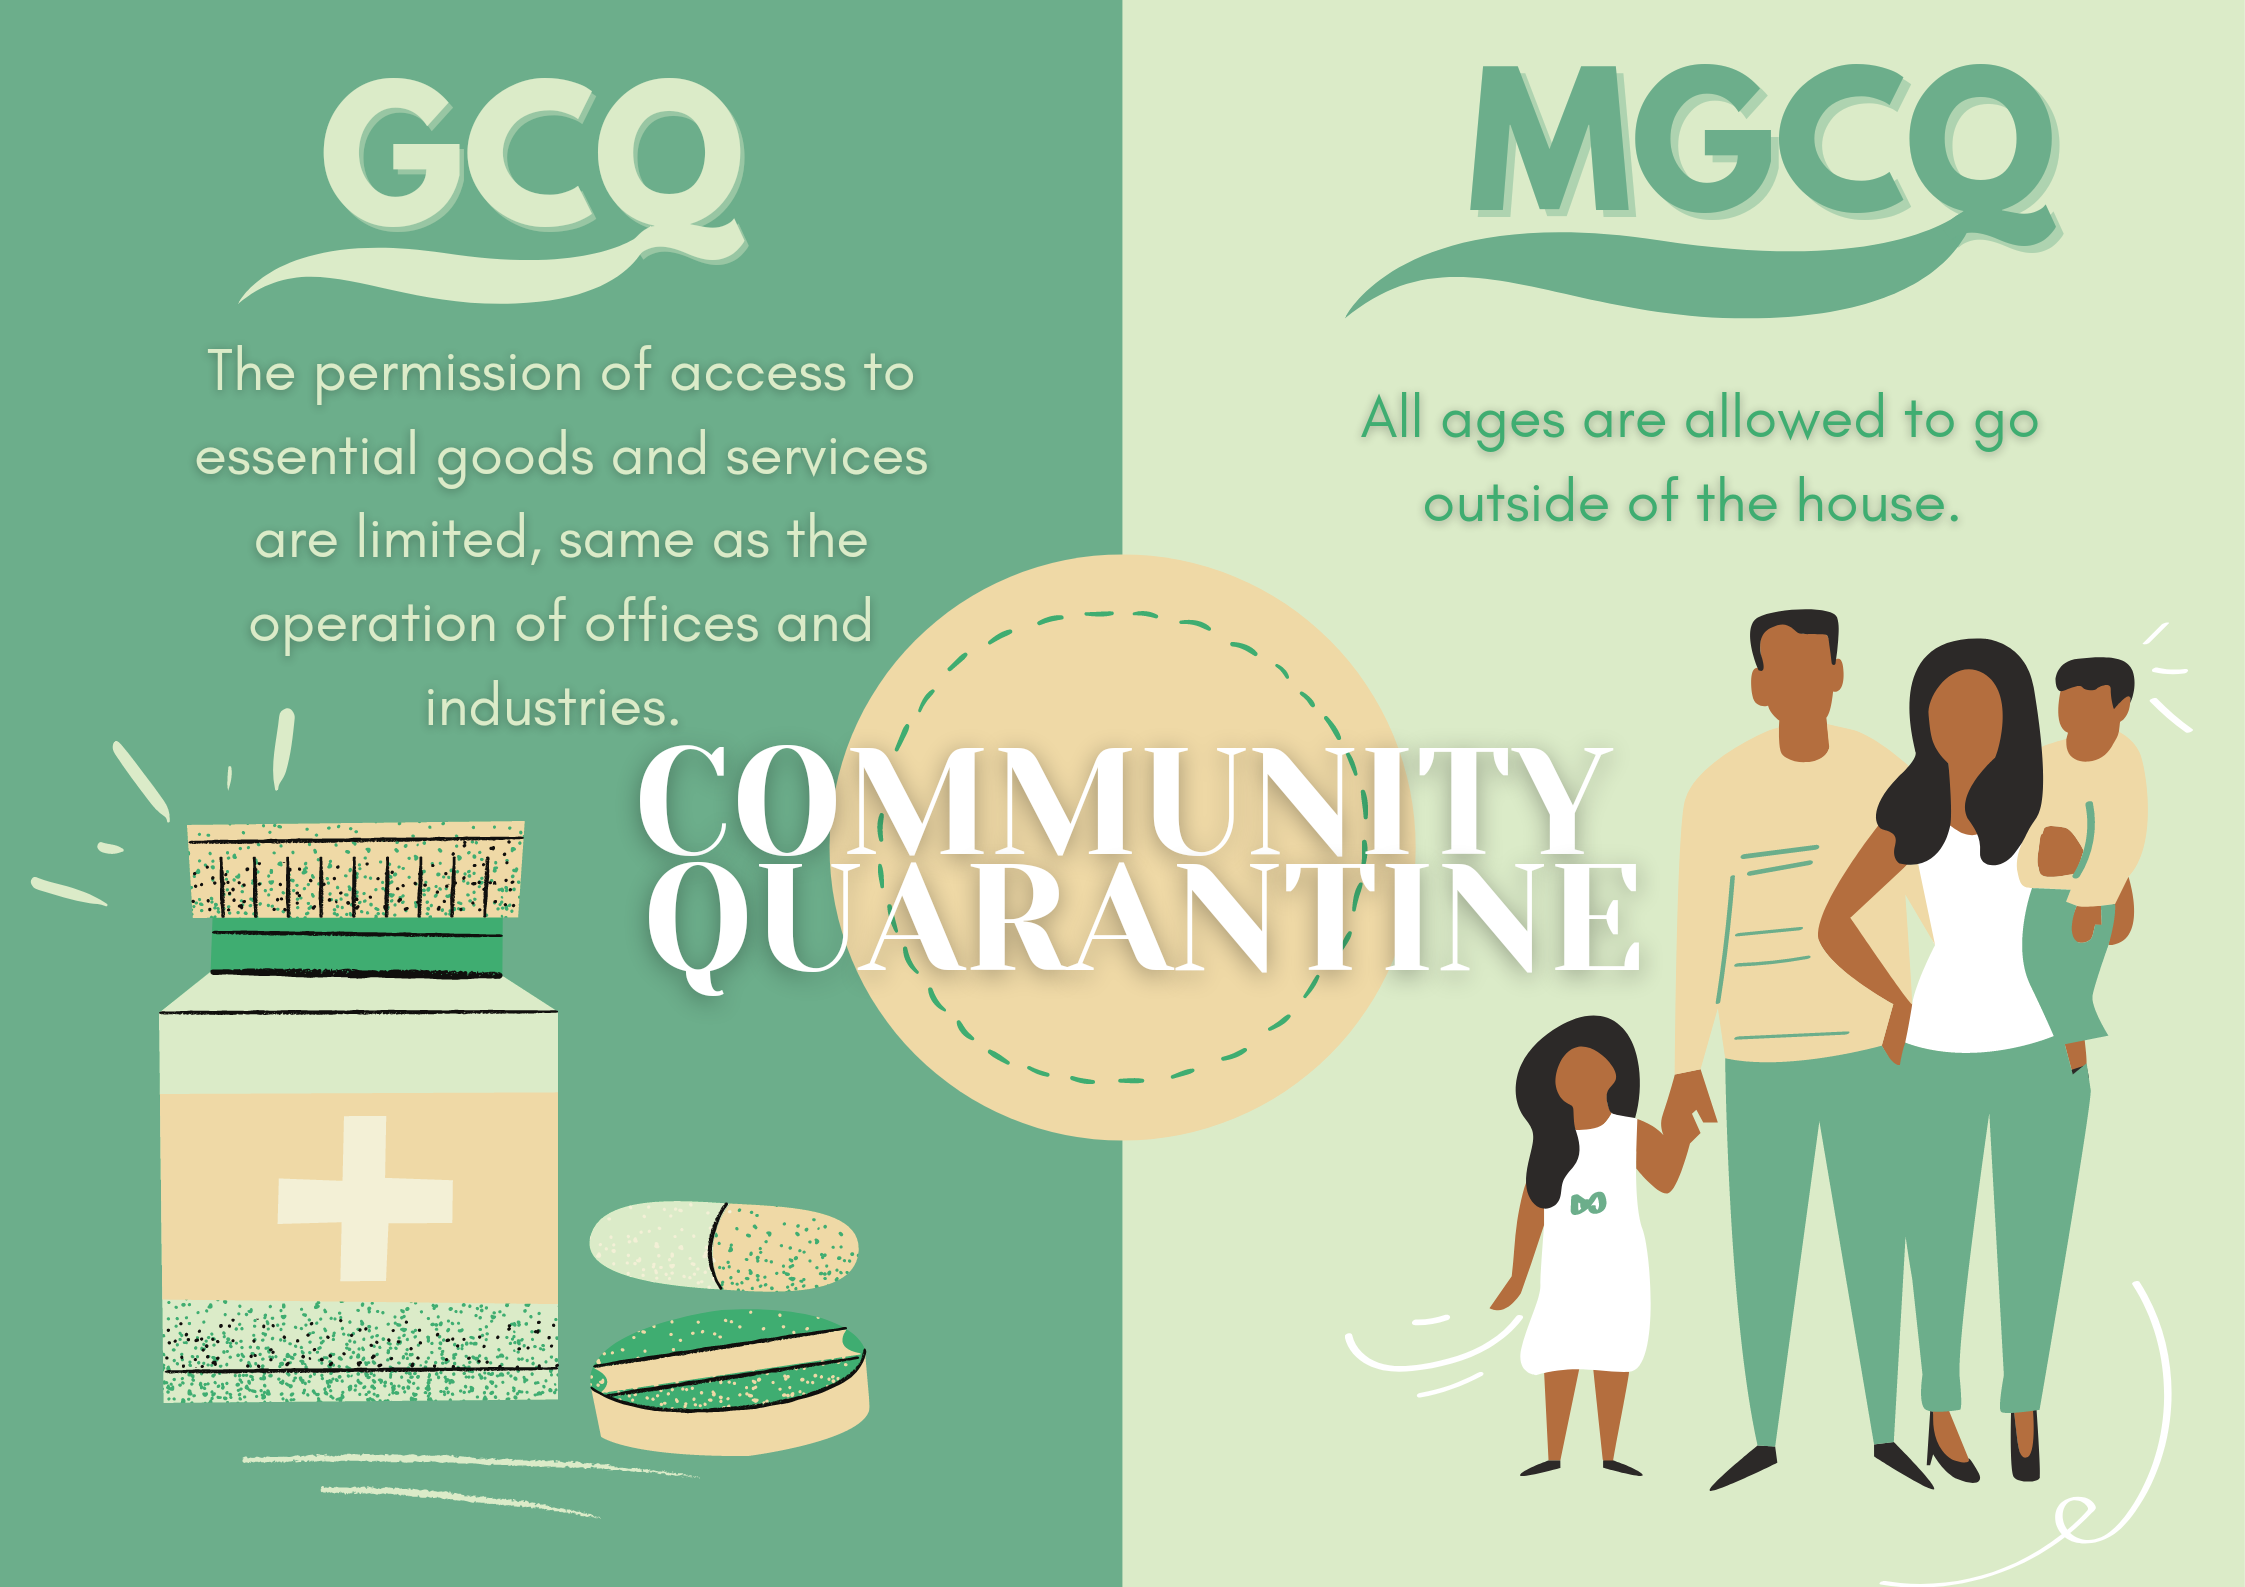 GCQ
The permission of access to
essential goods and services
are limited, same as the
operation of offices and
industries.
MGCQ
All ages are allowed to go
outside of the house.
COMMUNITY
QUARANTINE